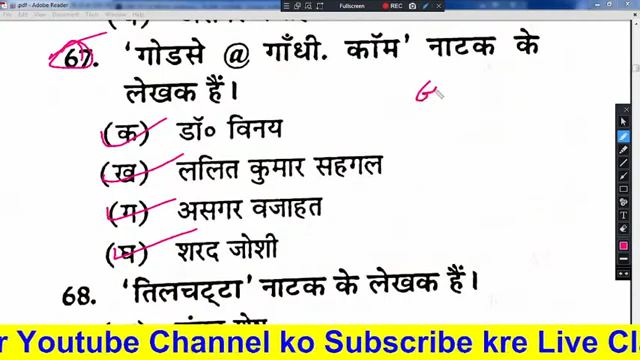 .pdf - Adobe Reader
Fullscreen
REC
67. 'गोडसे @ गाँधी. कॉम' नाटक के
लेखक हैं।
(क) डॉ० विनय
(ख) ललित कुमार सहगल
(ग) असगर वजाहत
(घ) शरद जोशी
68. 'तिलचट्टा' नाटक के लेखक हैं।
r Youtube Channel ko Subscribe kre Live Cl